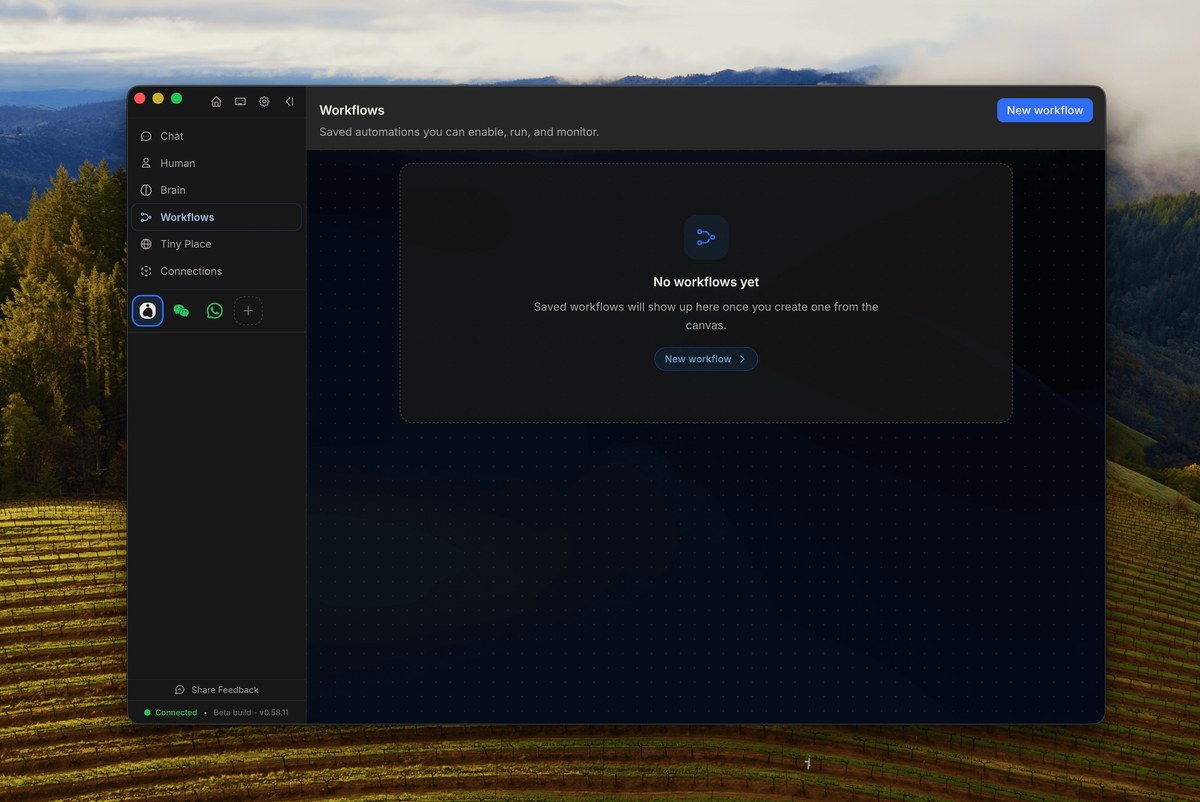 Workflows
Saved automations you can enable, run, and monitor.
New workflow
Chat
Human
Brain
Workflows
Tiny Place
Connections
No workflows yet
Saved workflows will show up here once you create one from the
canvas.
New workflow
Share Feedback
Connected • Beta build - v0.58.11